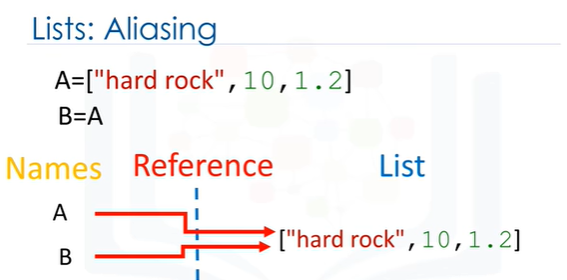 Lists: Aliasing
A=["hard rock",10,1.2]
B=A
Names Reference List
A
["hard rock",10,1.2]
B